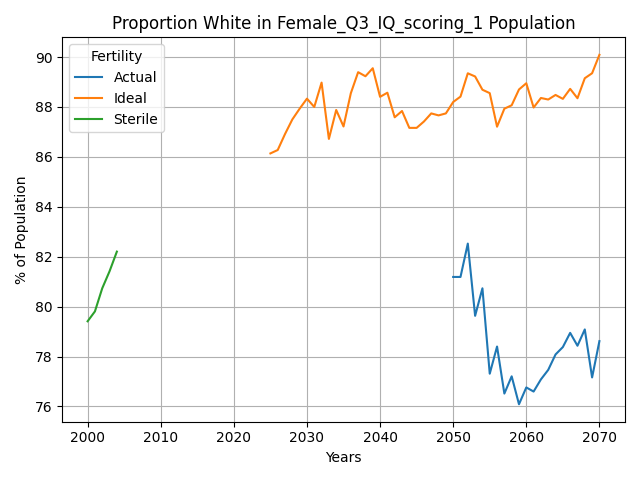 Proportion White in Female_Q3_IQ_scoring_1 Population
Fertility
Actual
Ideal
Sterile
% of Population
90
88
86
84
82
80
78
76
2000 2010 2020 2030 2040 2050 2060 2070
Years